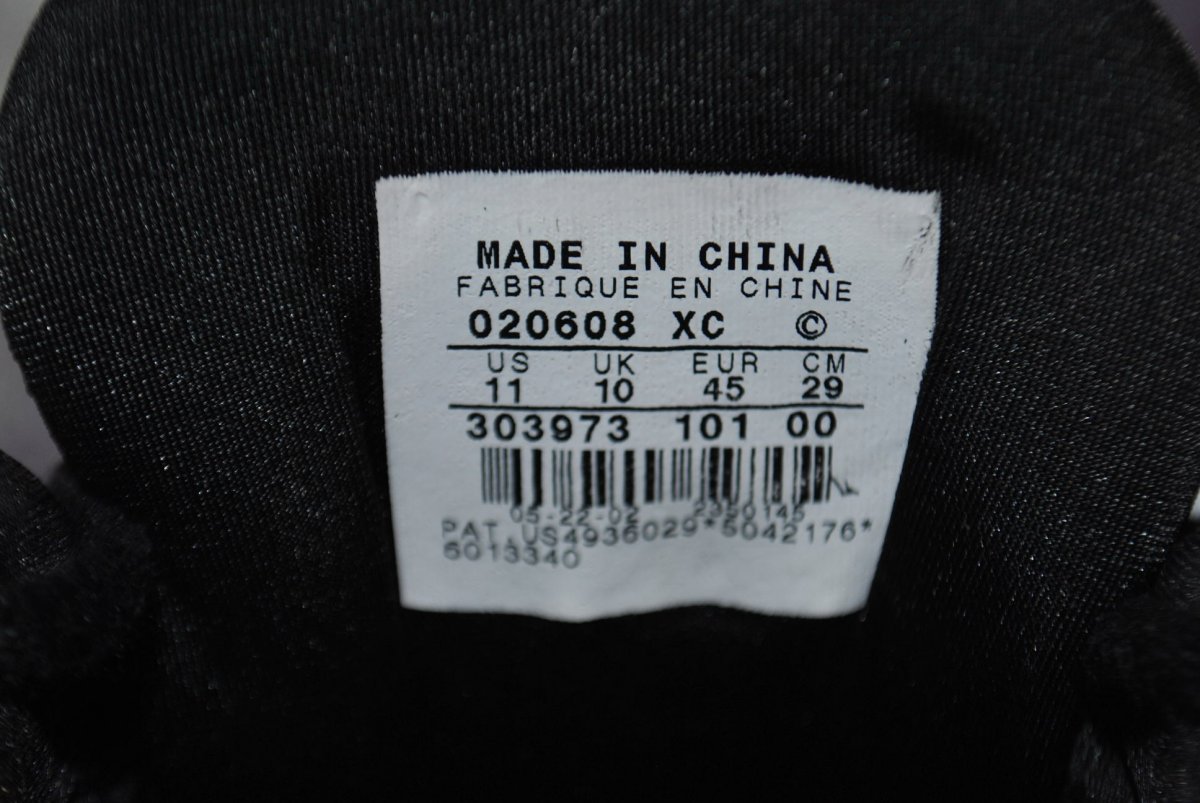 MADE IN CHINA
FABRIQUE EN CHINE
020608 XC ©
US UK EUR CM
11 10 45 29
303973 101 00
05-22-02 2320145
PAT.US4936029*5042176*
6013340